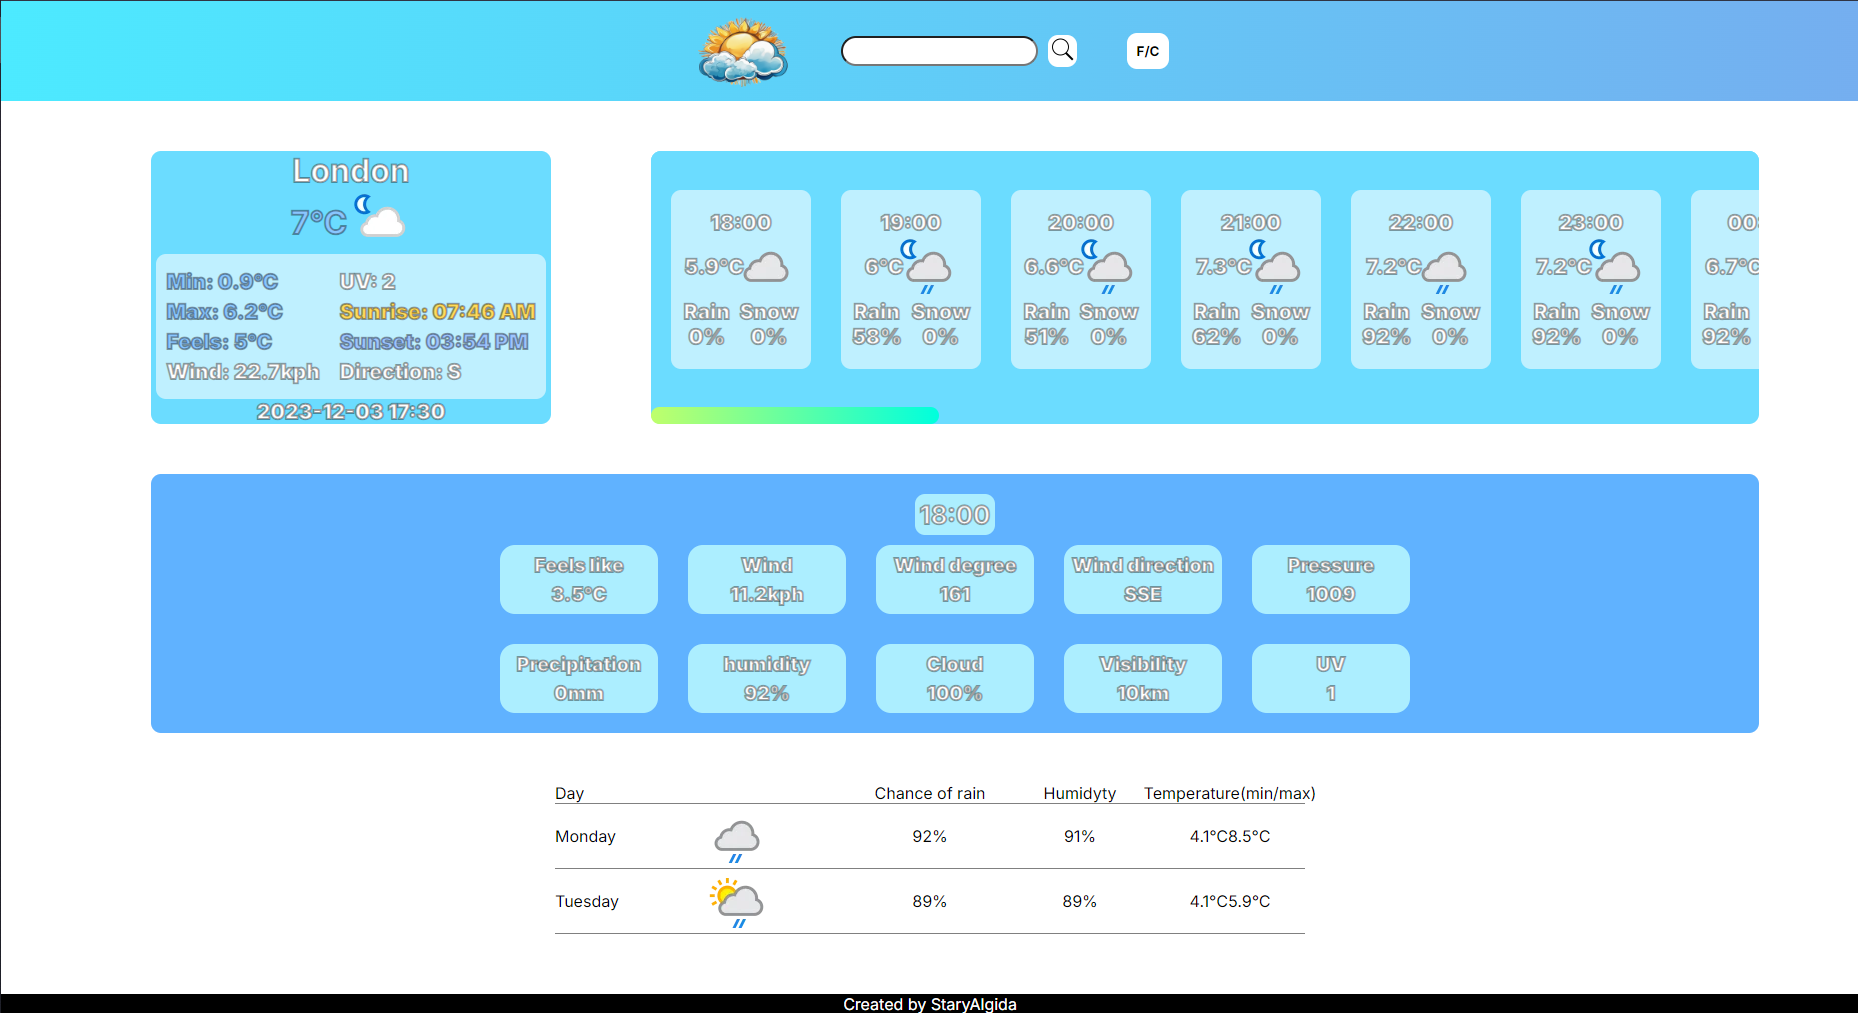 F/C
London
7°C
Min: 0.9°C UV: 2
Max: 6.2°C Sunrise: 07:46 AM
Feels: 5°C Sunset: 03:54 PM
Wind: 22.7kph Direction: S
2023-12-03 17:30
18:00 19:00 20:00 21:00 22:00 23:00
5.9°C 6°C 6.6°C 7.3°C 7.2°C 7.2°C 6.7°C
Rain Snow Rain Snow Rain Snow Rain Snow Rain Snow Rain Snow Rain
0% 0% 58% 0% 51% 0% 62% 0% 92% 0% 92% 0% 92%
18:00
Feels like Wind Wind degree Wind direction Pressure
3.5°C 11.2kph 161 SSE 1009
Precipitation humidity Cloud Visibility UV
0mm 92% 100% 10km 1
Day Chance of rain Humidyty Temperature(min/max)
Monday 92% 91% 4.1°C8.5°C
Tuesday 89% 89% 4.1°C5.9°C
Created by StaryAlgida